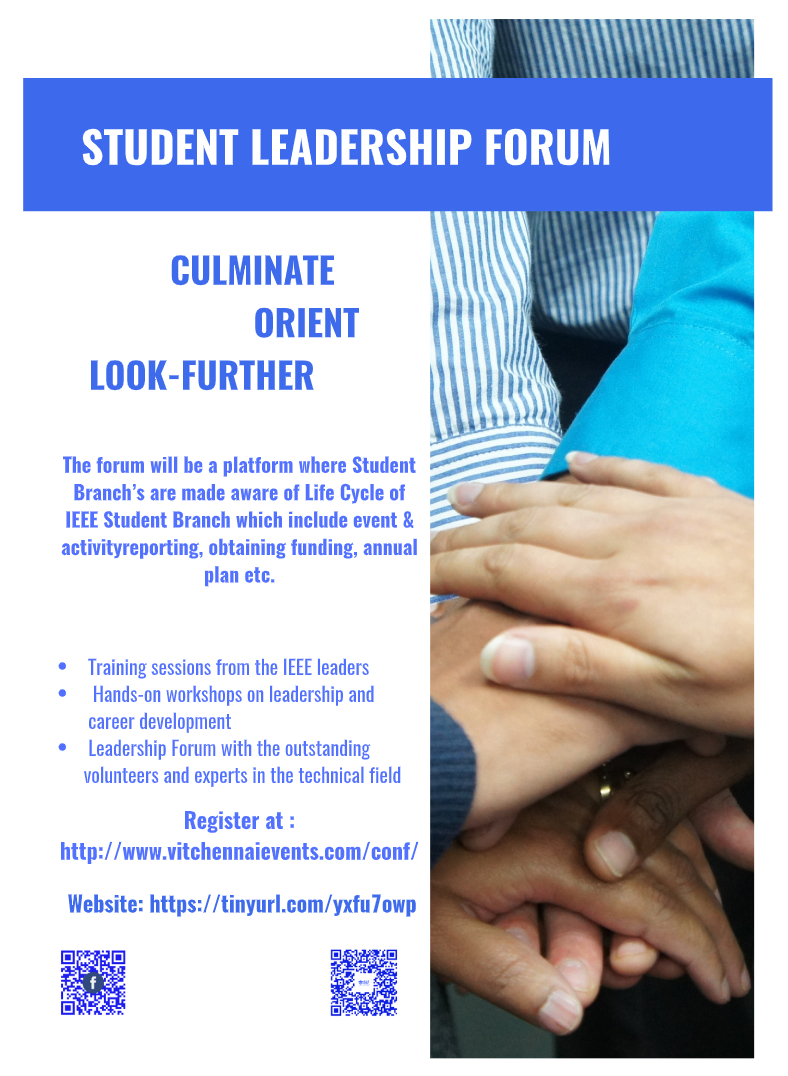 STUDENT LEADERSHIP FORUM
CULMINATE
ORIENT
LOOK-FURTHER
The forum will be a platform where Student
Branch’s are made aware of Life Cycle of
IEEE Student Branch which include event &
activityreporting, obtaining funding, annual
plan etc.
• Training sessions from the IEEE leaders
• Hands-on workshops on leadership and
career development
• Leadership Forum with the outstanding
volunteers and experts in the technical field
Register at :
http://www.vitchennaievents.com/conf/
Website: https://tinyurl.com/yxfu7owp
f